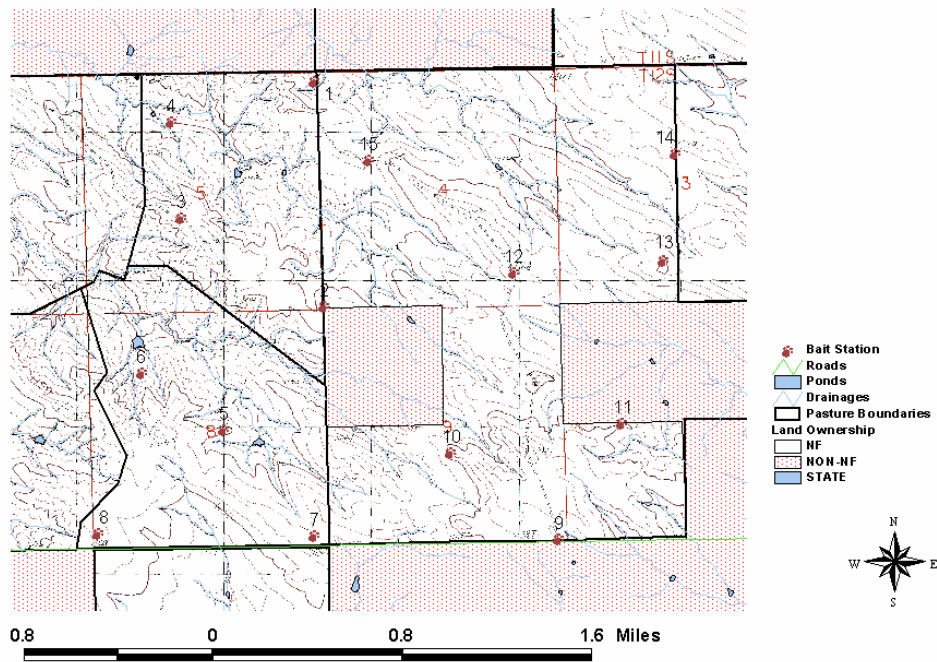 T11S
T12S
1
4
15
14
5
4
3
3
13
12
2
6
5
8
9
11
10
8
7
9
Bait Station
Roads
Ponds
Drainages
Pasture Boundaries
Land Ownership
NF
NON-NF
STATE
N
W E
S
0.8 0 0.8 1.6 Miles